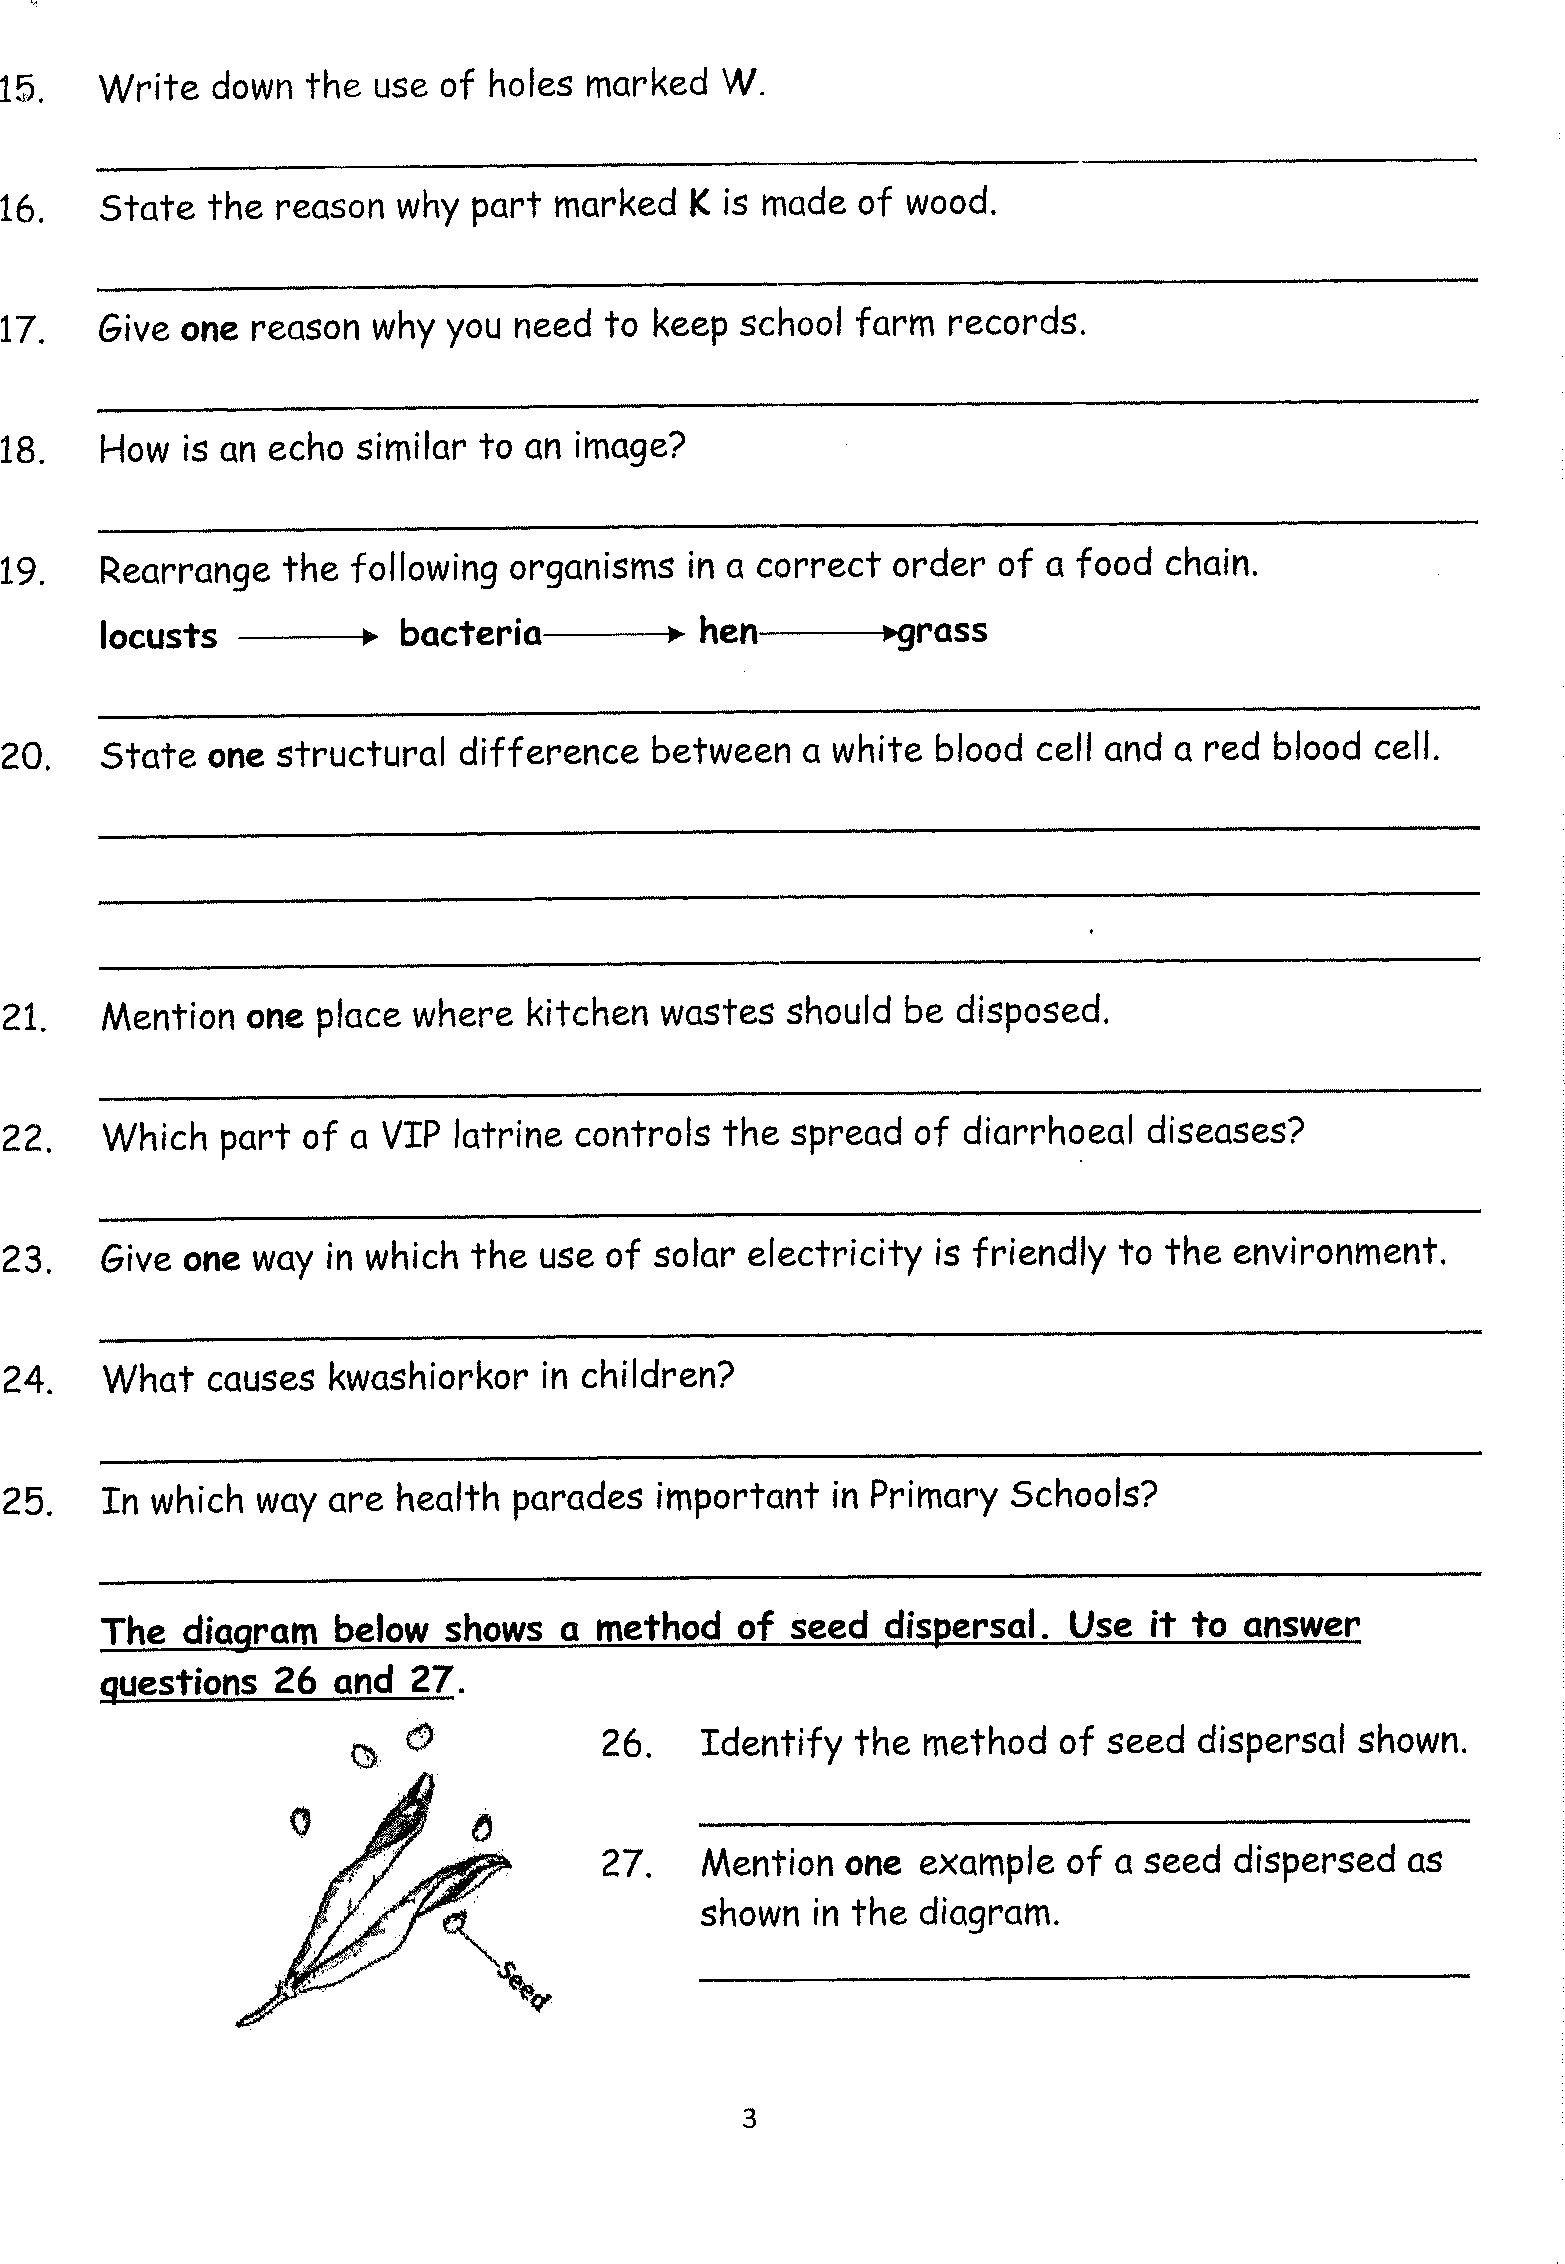 15. Write down the use of holes marked W.
16. State the reason why part marked K is made of wood.
17. Give one reason why you need to keep school farm records.
18. How is an echo similar to an image?
19. Rearrange the following organisms in a correct order of a food chain.
locusts → bacteria → hen → grass
20. State one structural difference between a white blood cell and a red blood cell.
21. Mention one place where kitchen wastes should be disposed.
22. Which part of a VIP latrine controls the spread of diarrhoeal diseases?
23. Give one way in which the use of solar electricity is friendly to the environment.
24. What causes kwashiorkor in children?
25. In which way are health parades important in Primary Schools?
The diagram below shows a method of seed dispersal. Use it to answer
questions 26 and 27.
26. Identify the method of seed dispersal shown.
27. Mention one example of a seed dispersed as
shown in the diagram.
Seed
3